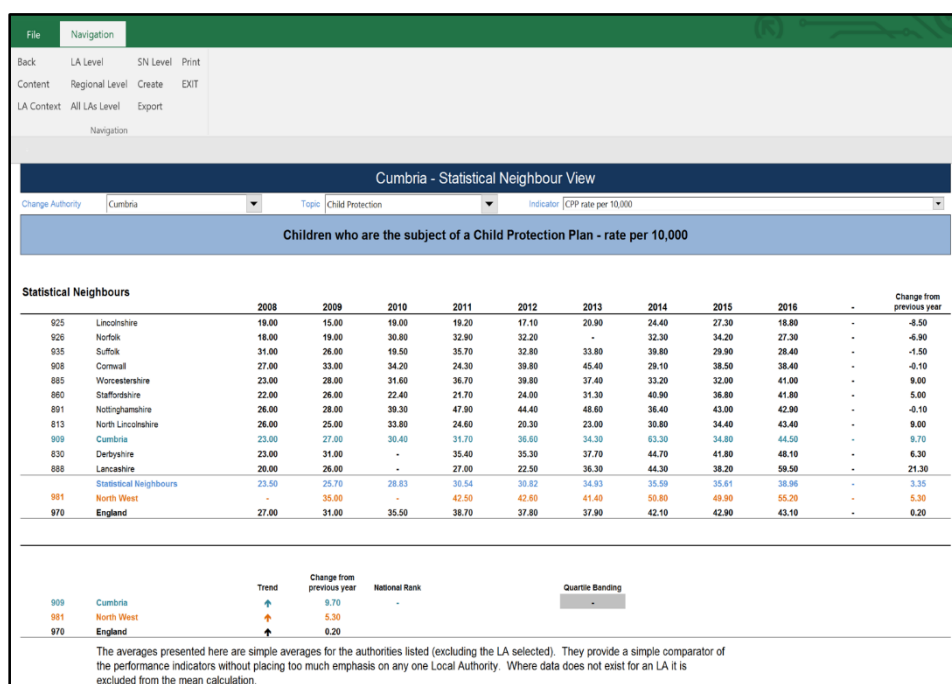 File Navigation
Back LA Level SN Level Print
Content Regional Level Create EXIT
LA Context All LAs Level Export
Navigation
Cumbria - Statistical Neighbour View
Change Authority Cumbria Topic Child Protection Indicator CPP rate per 10,000
Children who are the subject of a Child Protection Plan - rate per 10,000
Statistical Neighbours 2008 2009 2010 2011 2012 2013 2014 2015 2016 - Change from previous year
925 Lincolnshire 19.00 15.00 19.00 19.20 17.10 20.90 24.40 27.30 18.80 - -8.50
926 Norfolk 18.00 19.00 30.80 32.90 32.20 - 32.30 34.20 27.30 - -6.90
935 Suffolk 31.00 26.00 19.50 35.70 32.80 33.80 39.80 29.90 28.40 - -1.50
908 Cornwall 27.00 33.00 34.20 24.30 39.80 45.40 29.10 38.50 38.40 - -0.10
885 Worcestershire 23.00 28.00 31.60 36.70 39.80 37.40 33.20 32.00 41.00 - 9.00
860 Staffordshire 22.00 26.00 22.40 21.70 24.00 31.30 40.90 36.80 41.80 - 5.00
891 Nottinghamshire 26.00 28.00 39.30 47.90 44.40 48.60 36.40 43.00 42.90 - -0.10
813 North Lincolnshire 26.00 25.00 33.80 24.60 20.30 23.00 30.80 34.40 43.40 - 9.00
909 Cumbria 23.00 27.00 30.40 31.70 36.60 34.30 63.30 34.80 44.50 - 9.70
830 Derbyshire 23.00 31.00 - 35.40 35.30 37.70 44.70 41.80 48.10 - 6.30
888 Lancashire 20.00 26.00 - 27.00 22.50 36.30 44.30 38.20 59.50 - 21.30
Statistical Neighbours 23.50 25.70 28.83 30.54 30.82 34.93 35.59 35.61 38.96 - 3.35
981 North West - 35.00 - 42.50 42.60 41.40 50.80 49.90 55.20 - 5.30
970 England 27.00 31.00 35.50 38.70 37.80 37.90 42.10 42.90 43.10 - 0.20
Trend Change from previous year National Rank Quartile Banding
909 Cumbria ↑ 9.70 - -
981 North West ↑ 5.30
970 England ↑ 0.20
The averages presented here are simple averages for the authorities listed (excluding the LA selected). They provide a simple comparator of
the performance indicators without placing too much emphasis on any one Local Authority. Where data does not exist for an LA it is
excluded from the mean calculation.